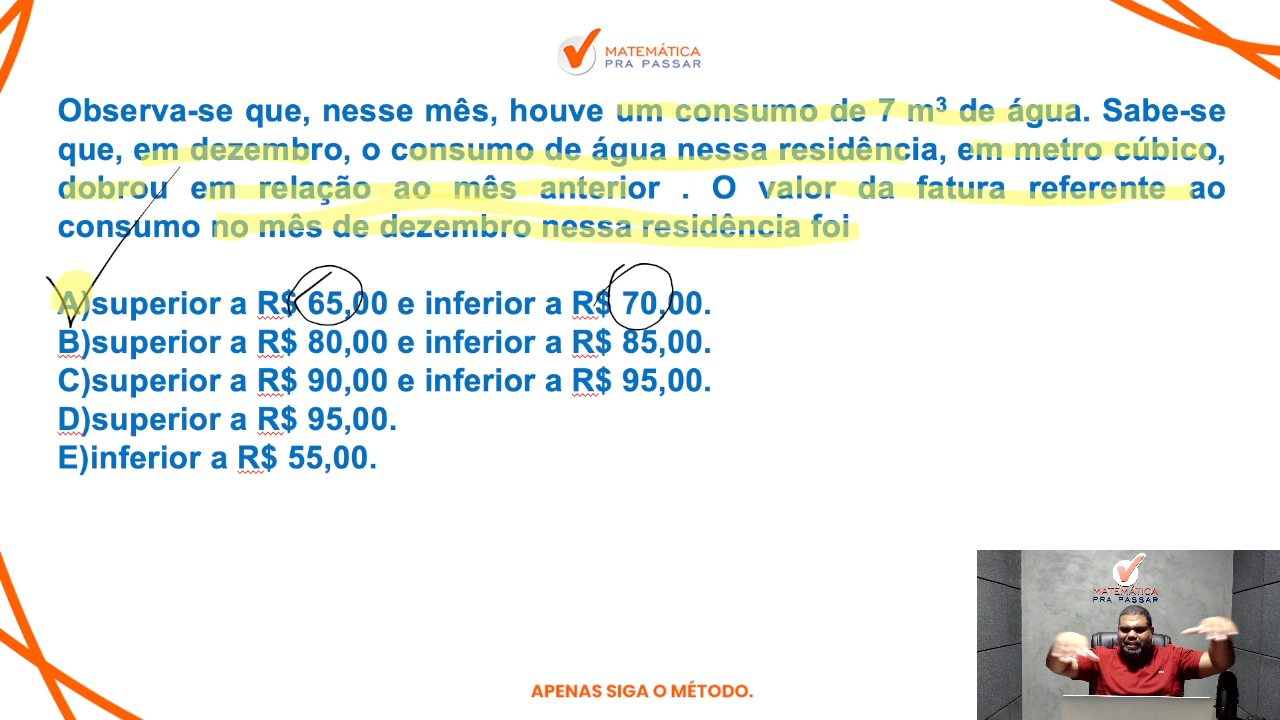 MATEMÁTICA
PRA PASSAR
Observa-se que, nesse mês, houve um consumo de 7 m³ de água. Sabe-se
que, em dezembro, o consumo de água nessa residência, em metro cúbico,
dobrou em relação ao mês anterior . O valor da fatura referente ao
consumo no mês de dezembro nessa residência foi
A)superior a R$ 65,00 e inferior a R$ 70,00.
B)superior a R$ 80,00 e inferior a R$ 85,00.
C)superior a R$ 90,00 e inferior a R$ 95,00.
D)superior a R$ 95,00.
E)inferior a R$ 55,00.
MATEMÁTICA
PRA PASSAR
APENAS SIGA O MÉTODO.